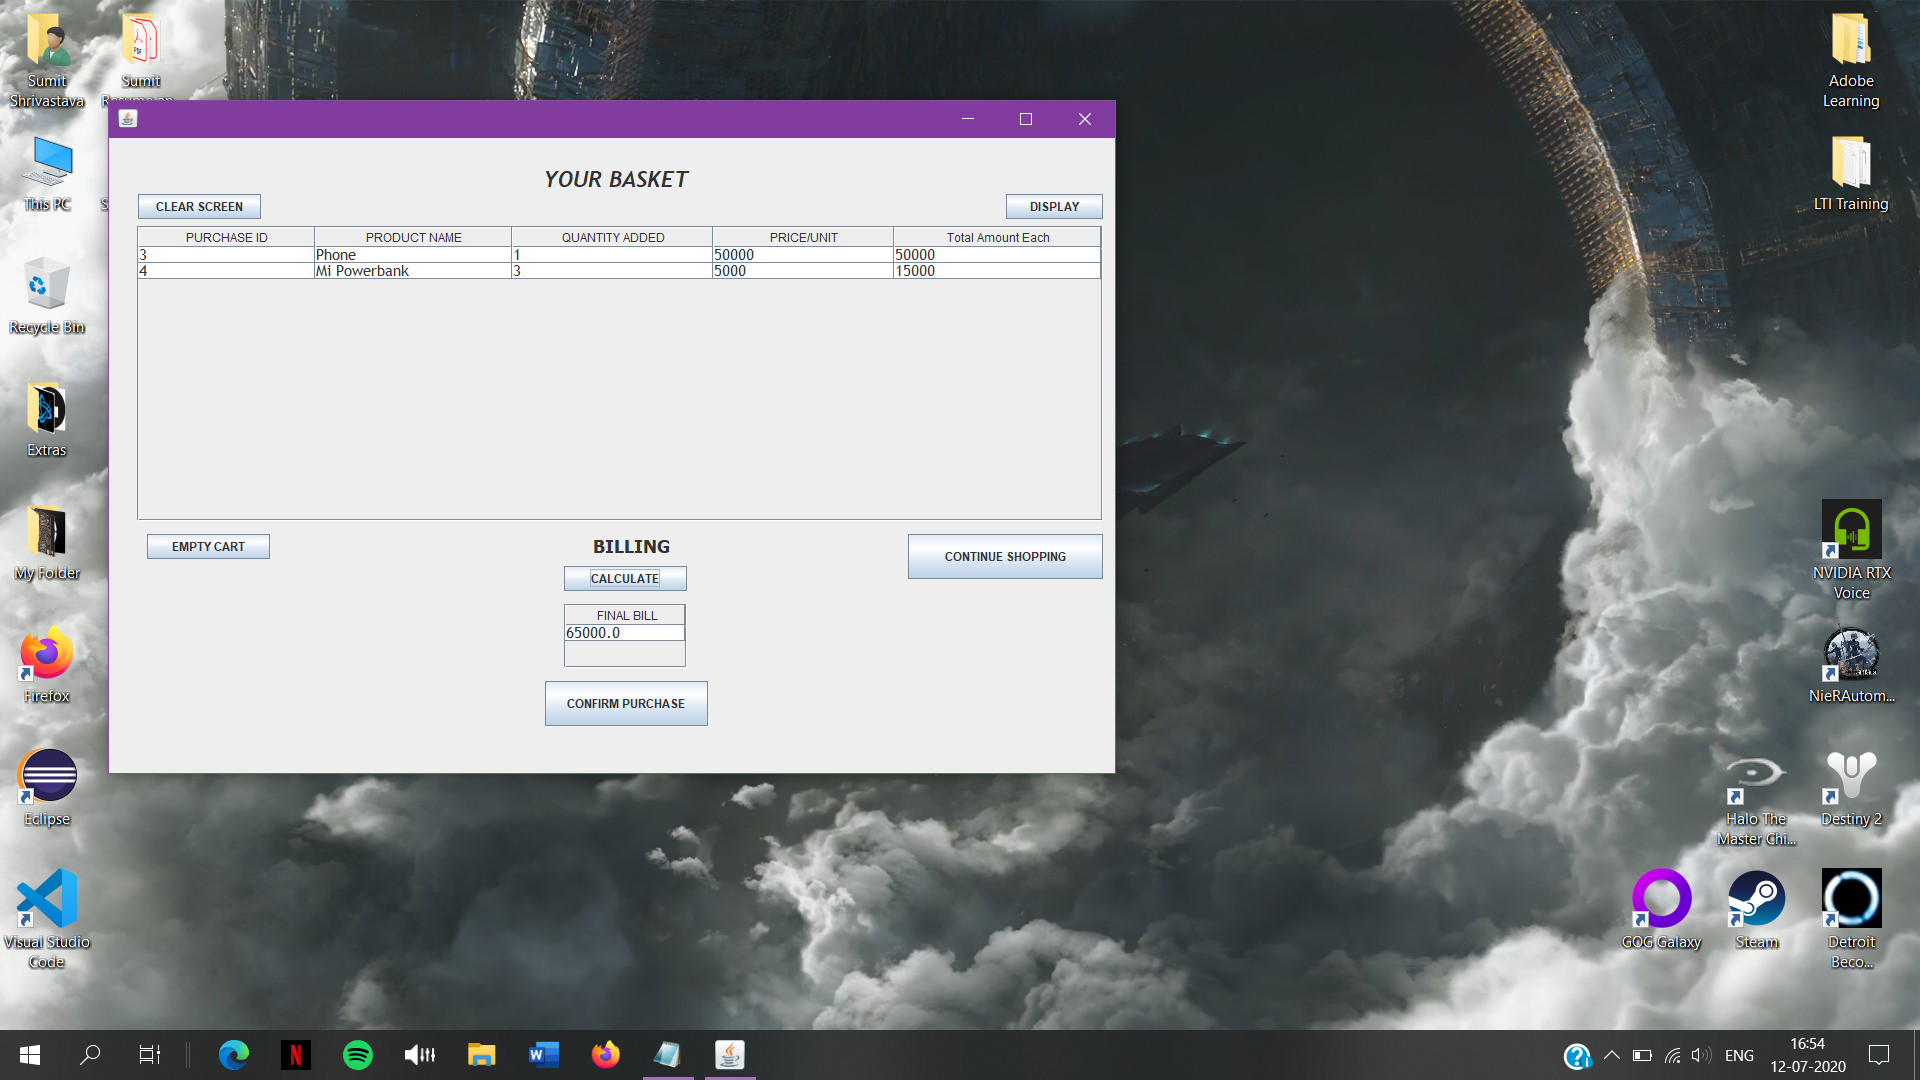 Sumit
Shrivastava
Sumit
Adobe
Learning
This PC
LTI Training
Recycle Bin
Extras
My Folder
Firefox
Eclipse
Visual Studio
Code
YOUR BASKET
CLEAR SCREEN
DISPLAY
PURCHASE ID PRODUCT NAME QUANTITY ADDED PRICE/UNIT Total Amount Each
3 Phone 1 50000 50000
4 Mi Powerbank 3 5000 15000
EMPTY CART
BILLING
CONTINUE SHOPPING
CALCULATE
FINAL BILL
65000.0
CONFIRM PURCHASE
NVIDIA RTX
Voice
NieRAutom...
Halo The
Master Chi...
Destiny 2
GOG Galaxy
Steam
Detroit
Beco...
ENG
16:54
12-07-2020